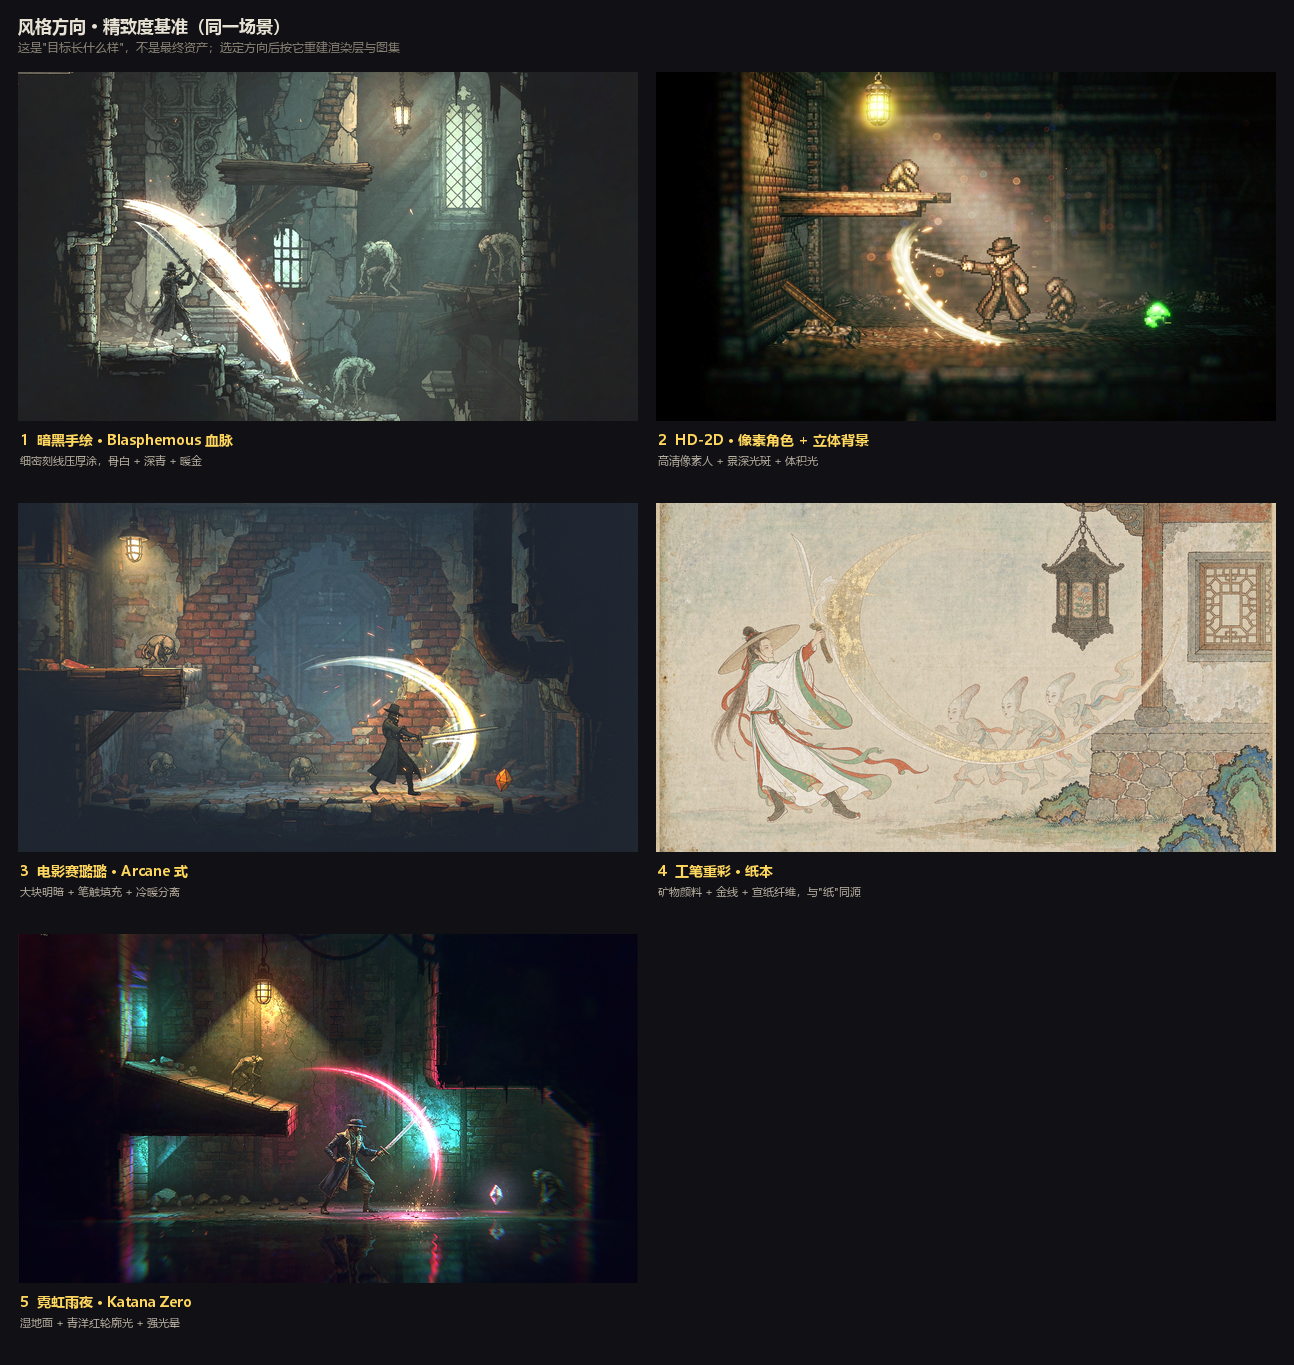 风格方向 • 精致度基准（同一场景）
这是"目标长什么样"，不是最终资产；选定方向后按它重建渲染层与图集
1 暗黑手绘 • Blasphemous 血脉
细密刻线压厚涂，骨白 + 深青 + 暖金
2 HD-2D • 像素角色 + 立体背景
高清像素人 + 景深光斑 + 体积光
3 电影赛璐璐 • Arcane 式
大块明暗 + 笔触填充 + 冷暖分离
4 工笔重彩 • 纸本
矿物颜料 + 金线 + 宣纸纤维，与"纸"同源
5 霓虹雨夜 • Katana Zero
湿地面 + 青洋红轮廓光 + 强光晕